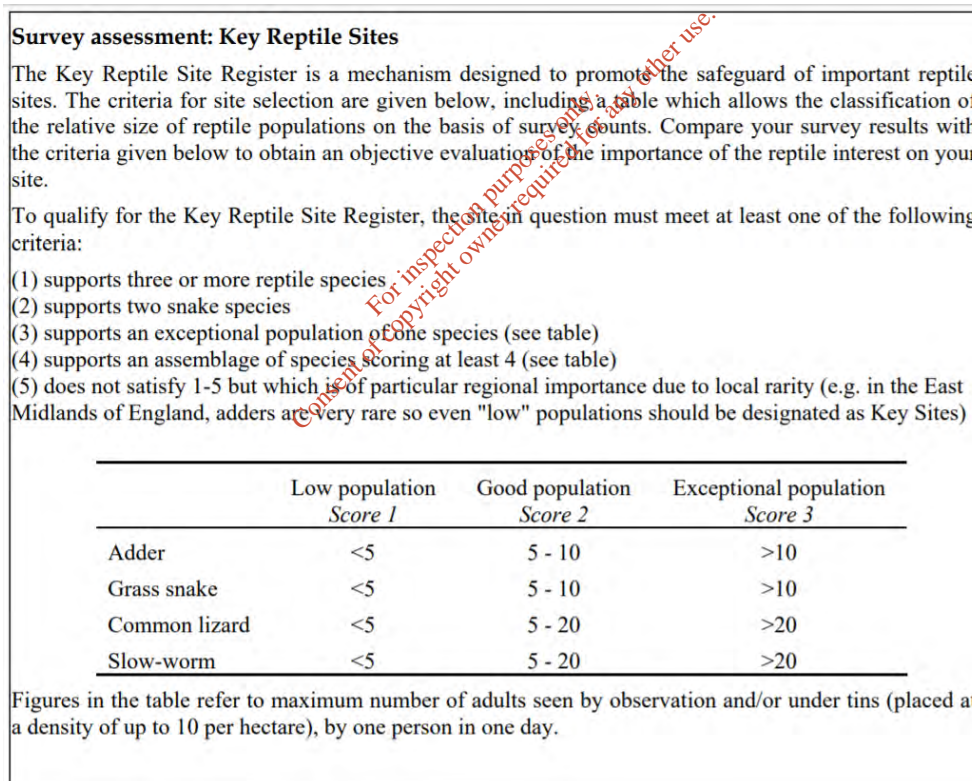 Survey assessment: Key Reptile Sites
The Key Reptile Site Register is a mechanism designed to promote the safeguard of important reptile
sites. The criteria for site selection are given below, including a table which allows the classification of
the relative size of reptile populations on the basis of survey counts. Compare your survey results with
the criteria given below to obtain an objective evaluation of the importance of the reptile interest on your
site.
To qualify for the Key Reptile Site Register, the site in question must meet at least one of the following
criteria:
(1) supports three or more reptile species
(2) supports two snake species
(3) supports an exceptional population of one species (see table)
(4) supports an assemblage of species scoring at least 4 (see table)
(5) does not satisfy 1-5 but which is of particular regional importance due to local rarity (e.g. in the East
Midlands of England, adders are very rare so even "low" populations should be designated as Key Sites)
For inspection purposes only.
Consent of copyright owner required for any other use.
Low population Good population Exceptional population
Score 1 Score 2 Score 3
Adder <5 5 - 10 >10
Grass snake <5 5 - 10 >10
Common lizard <5 5 - 20 >20
Slow-worm <5 5 - 20 >20
Figures in the table refer to maximum number of adults seen by observation and/or under tins (placed at
a density of up to 10 per hectare), by one person in one day.